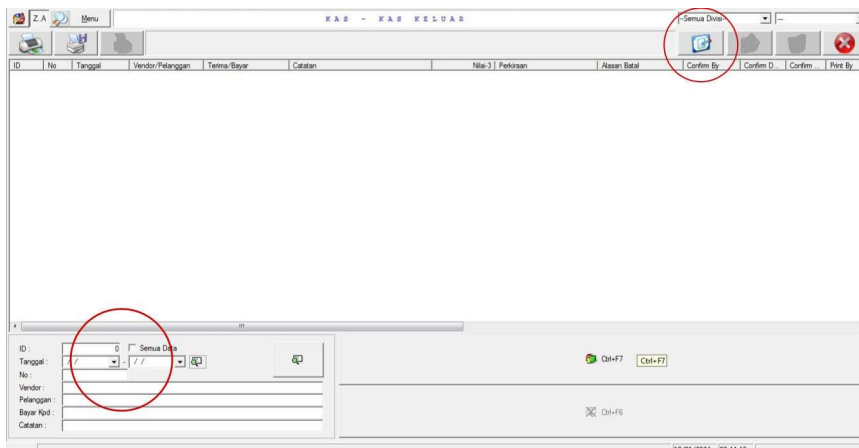 Z..A Menu KAS - KAS KELUAR --Semua Divisi-- ---
ID No Tanggal Vendor/Pelanggan Terima/Bayar Catatan Nilai-3 Perkiraan Alasan Batal Confirm By Confirm D... Confirm ... Print By
ID : 0 Semua Data
Tanggal : / / - / /
No :
Vendor :
Pelanggan :
Bayar Kpd :
Catatan :
Ctrl+F7 Ctrl+F7
Ctrl+F6